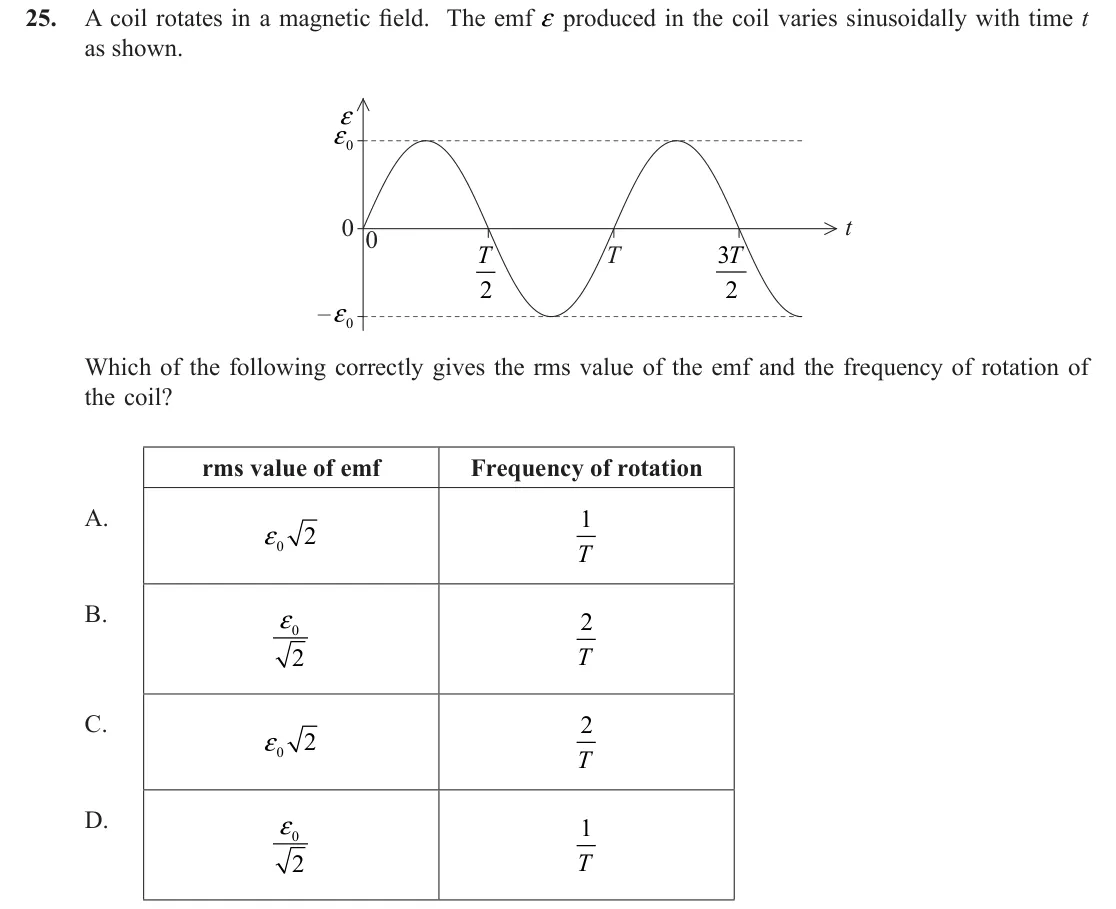 25. A coil rotates in a magnetic field. The emf ε produced in the coil varies sinusoidally with time t
as shown.
ε
ε₀
0
0
t
T/2
T
3T/2
−ε₀
Which of the following correctly gives the rms value of the emf and the frequency of rotation of
the coil?
rms value of emf Frequency of rotation
A. ε₀√2 1/T
B. ε₀/√2 2/T
C. ε₀√2 2/T
D. ε₀/√2 1/T